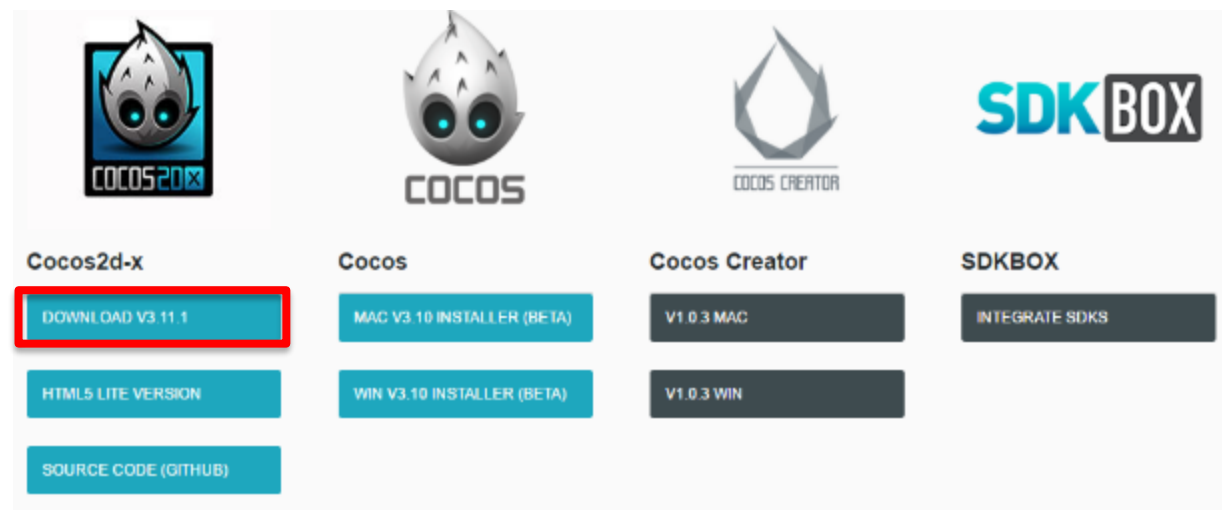 COCOS2DX
COCOS
COCOS CREATOR
SDKBOX
Cocos2d-x
Cocos
Cocos Creator
SDKBOX
DOWNLOAD V3.11.1
MAC V3.10 INSTALLER (BETA)
V1.0.3 MAC
INTEGRATE SDKS
HTML5 LITE VERSION
WIN V3.10 INSTALLER (BETA)
V1.0.3 WIN
SOURCE CODE (GITHUB)